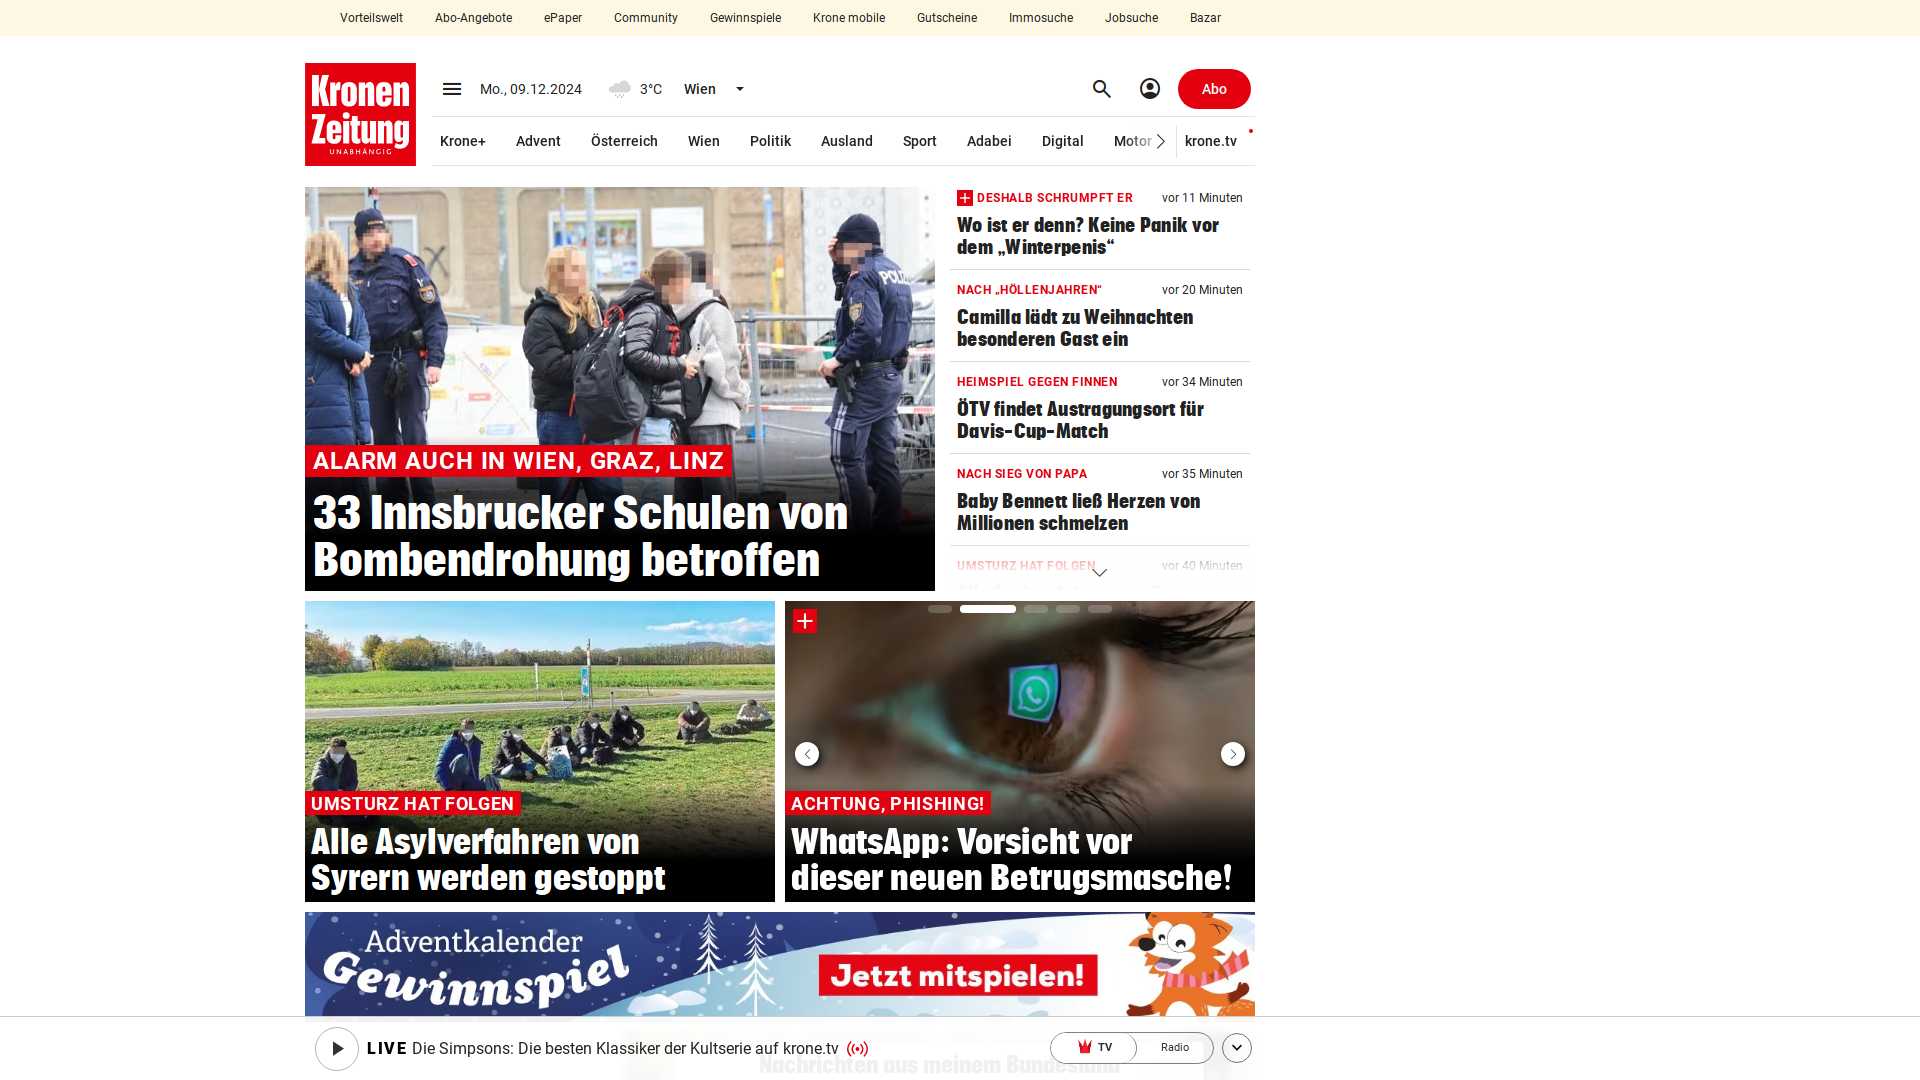 Vorteilswelt Abo-Angebote ePaper Community Gewinnspiele Krone mobile Gutscheine Immosuche Jobsuche Bazar
Kronen
Zeitung
UNABHÄNGIG
Mo., 09.12.2024 3°C Wien Abo
Krone+ Advent Österreich Wien Politik Ausland Sport Adabei Digital Motor krone.tv
POLIZEI
ALARM AUCH IN WIEN, GRAZ, LINZ
33 Innsbrucker Schulen von
Bombendrohung betroffen
DESHALB SCHRUMPFT ER vor 11 Minuten
Wo ist er denn? Keine Panik vor
dem „Winterpenis“
NACH „HÖLLENJAHREN“ vor 20 Minuten
Camilla lädt zu Weihnachten
besonderen Gast ein
HEIMSPIEL GEGEN FINNEN vor 34 Minuten
ÖTV findet Austragungsort für
Davis-Cup-Match
NACH SIEG VON PAPA vor 35 Minuten
Baby Bennett ließ Herzen von
Millionen schmelzen
UMSTURZ HAT FOLGEN vor 40 Minuten
UMSTURZ HAT FOLGEN
Alle Asylverfahren von
Syrern werden gestoppt
ACHTUNG, PHISHING!
WhatsApp: Vorsicht vor
dieser neuen Betrugsmasche!
Adventkalender
Gewinnspiel
Jetzt mitspielen!
LIVE Die Simpsons: Die besten Klassiker der Kultserie auf krone.tv TV Radio
Nachrichten aus meinem Bundesland